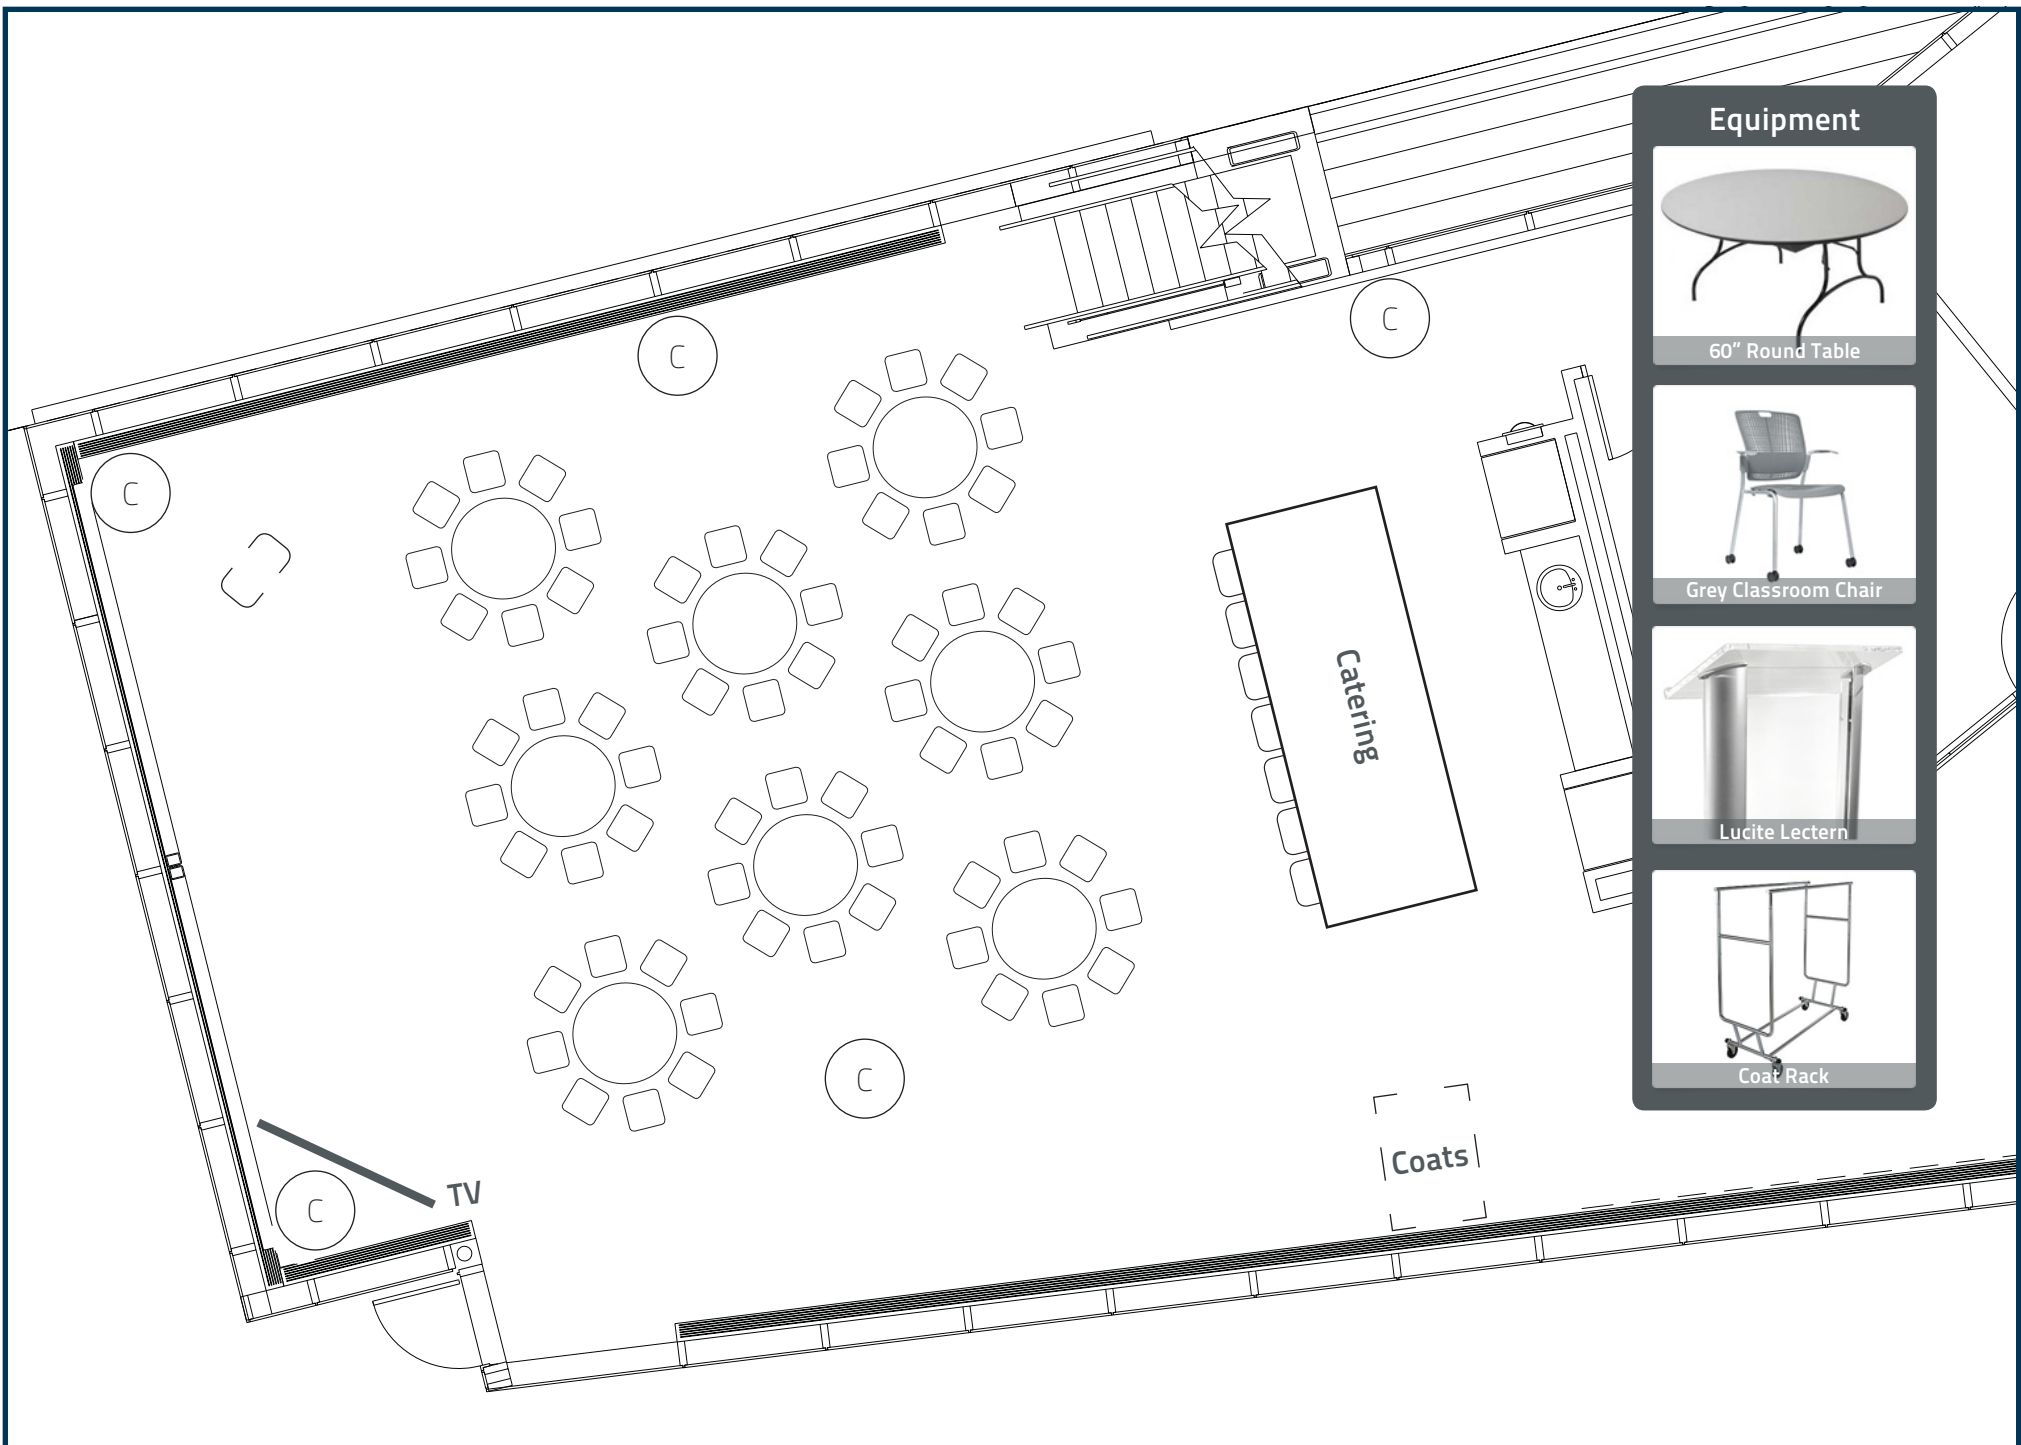 Equipment
60” Round Table
Grey Classroom Chair
Lucite Lectern
Coat Rack
C
C
C
Catering
C
Coats
TV
C